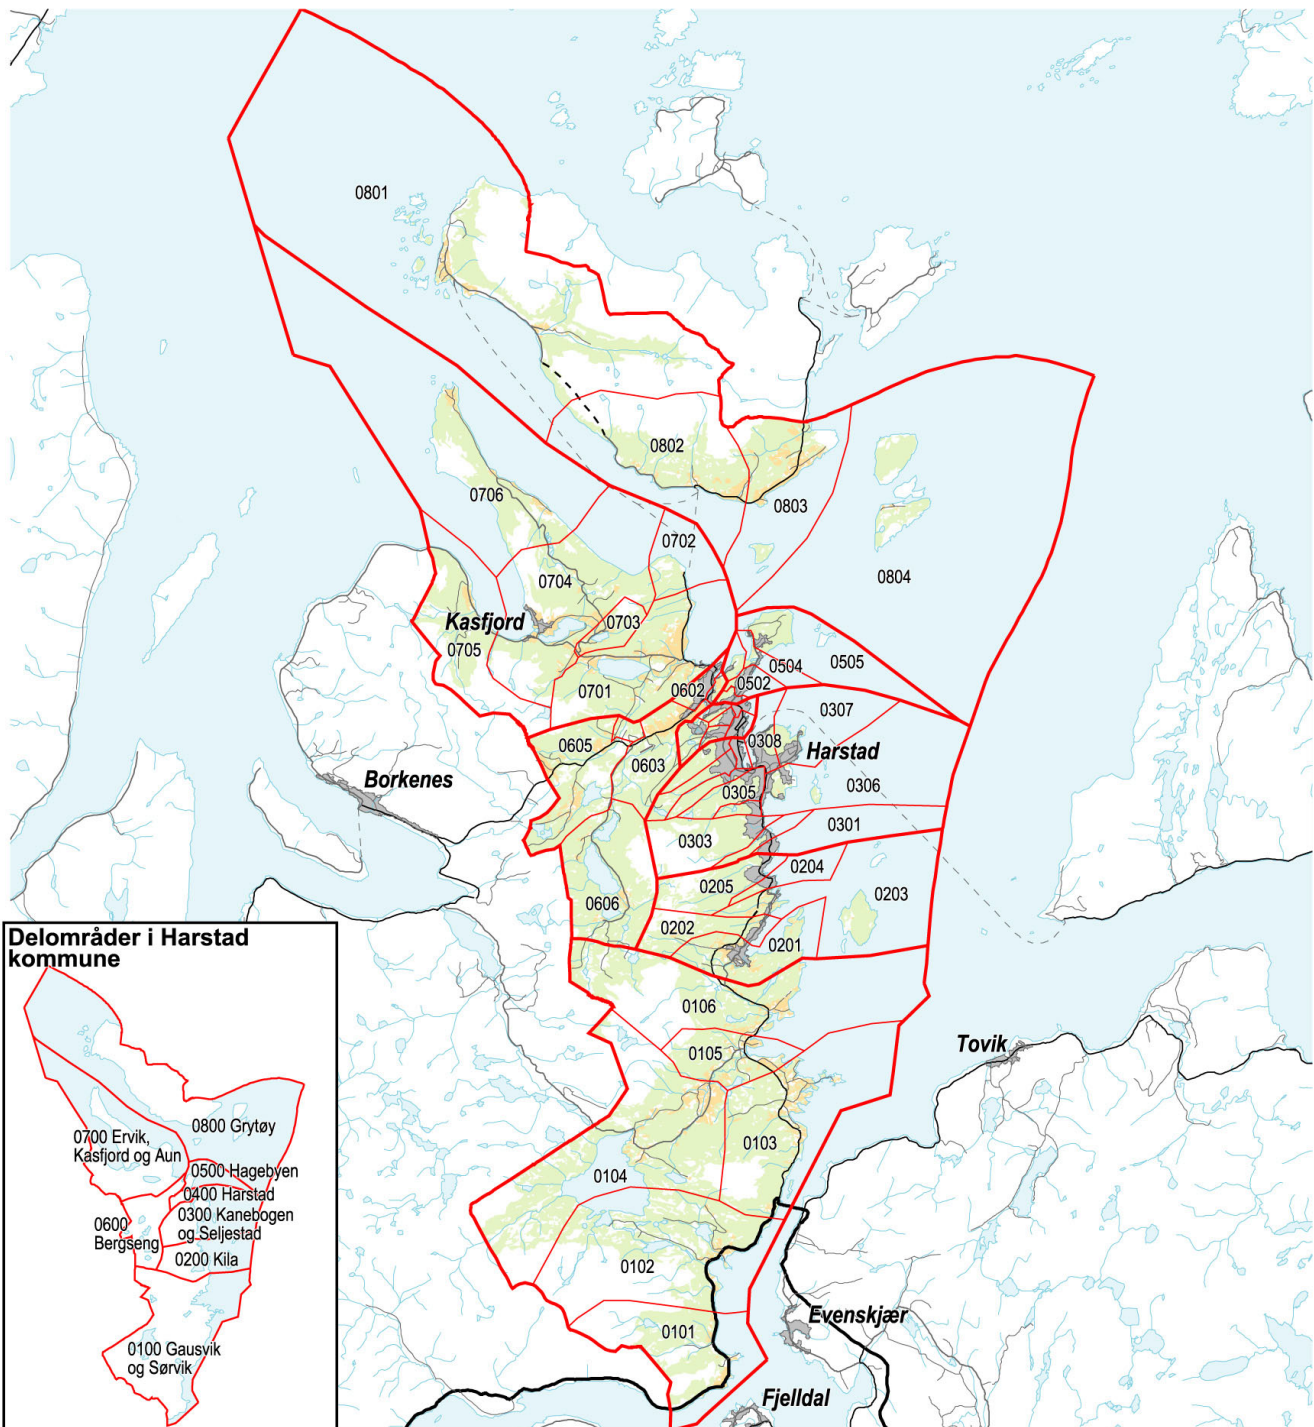 0801
0802
0706
0803
0702
0804
0704
Kasfjord
0703
0705
0504
0505
0502
0701
0602
0307
0605
0308
Harstad
0603
Borkenes
0305
0306
0301
0303
0204
0205
0203
0606
0202
0201
Delområder i Harstad
kommune
0106
0105
Tovik
0103
0104
0102
0101
Evenskjær
Fjelldal
0800 Grytøy
0700 Ervik,
Kasfjord og Aun
0500 Hagebyen
0400 Harstad
0300 Kanebogen
og Seljestad
0600
Bergseng
0200 Kila
0100 Gausvik
og Sørvik